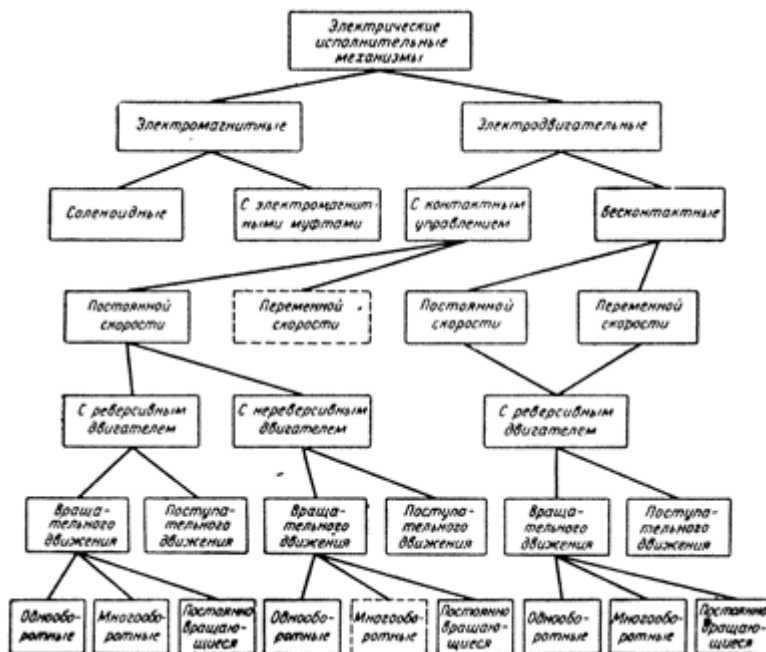 Электрические
исполнительные
механизмы
Электромагнитные
Электродвигательные
Соленоидные
С электромагнит-
ными муфтами
С контактным
управлением
Бесконтактные
Постоянной
скорости
Переменной
скорости
Постоянной
скорости
Переменной
скорости
С реверсивным
двигателем
С нереверсивным
двигателем
С реверсивным
двигателем
Враща-
тельного
движения
Поступа-
тельного
движения
Враща-
тельного
движения
Поступа-
тельного
движения
Враща-
тельного
движения
Поступа-
тельного
движения
Однообо-
ротные
Многообо-
ротные
Постоянно
вращаю-
щиеся
Однообо-
ротные
Многообо-
ротные
Постоянно
вращаю-
щиеся
Однообо-
ротные
Многообо-
ротные
Постоянно
вращаю-
щиеся